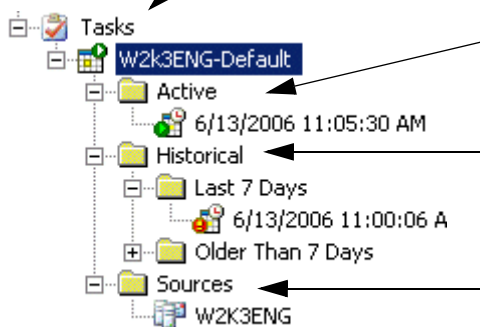 Tasks
W2k3ENG-Default
Active
6/13/2006 11:05:30 AM
Historical
Last 7 Days
6/13/2006 11:00:06 A
Older Than 7 Days
Sources
W2K3ENG